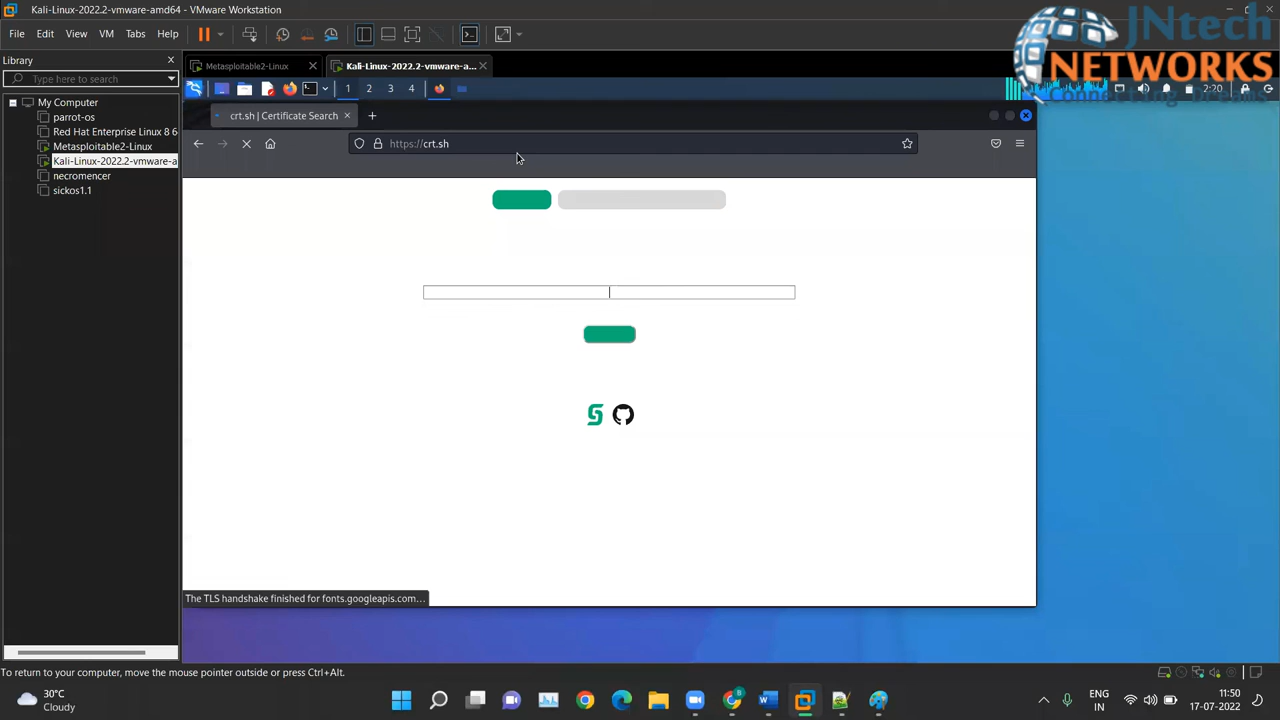 Kali-Linux-2022.2-vmware-amd64 - VMware Workstation
File Edit View VM Tabs Help
JNtech
NETWORKS
Connecting Dreams
Library
Type here to search
My Computer
parrot-os
Red Hat Enterprise Linux 8 6
Metasploitable2-Linux
Kali-Linux-2022.2-vmware-a
necromencer
sickos1.1
Metasploitable2-Linux
Kali-Linux-2022.2-vmware-a...
1 2 3 4
2:20
crt.sh | Certificate Search
https://crt.sh
The TLS handshake finished for fonts.googleapis.com...
To return to your computer, move the mouse pointer outside or press Ctrl+Alt.
30°C
Cloudy
ENG
IN
11:50
17-07-2022